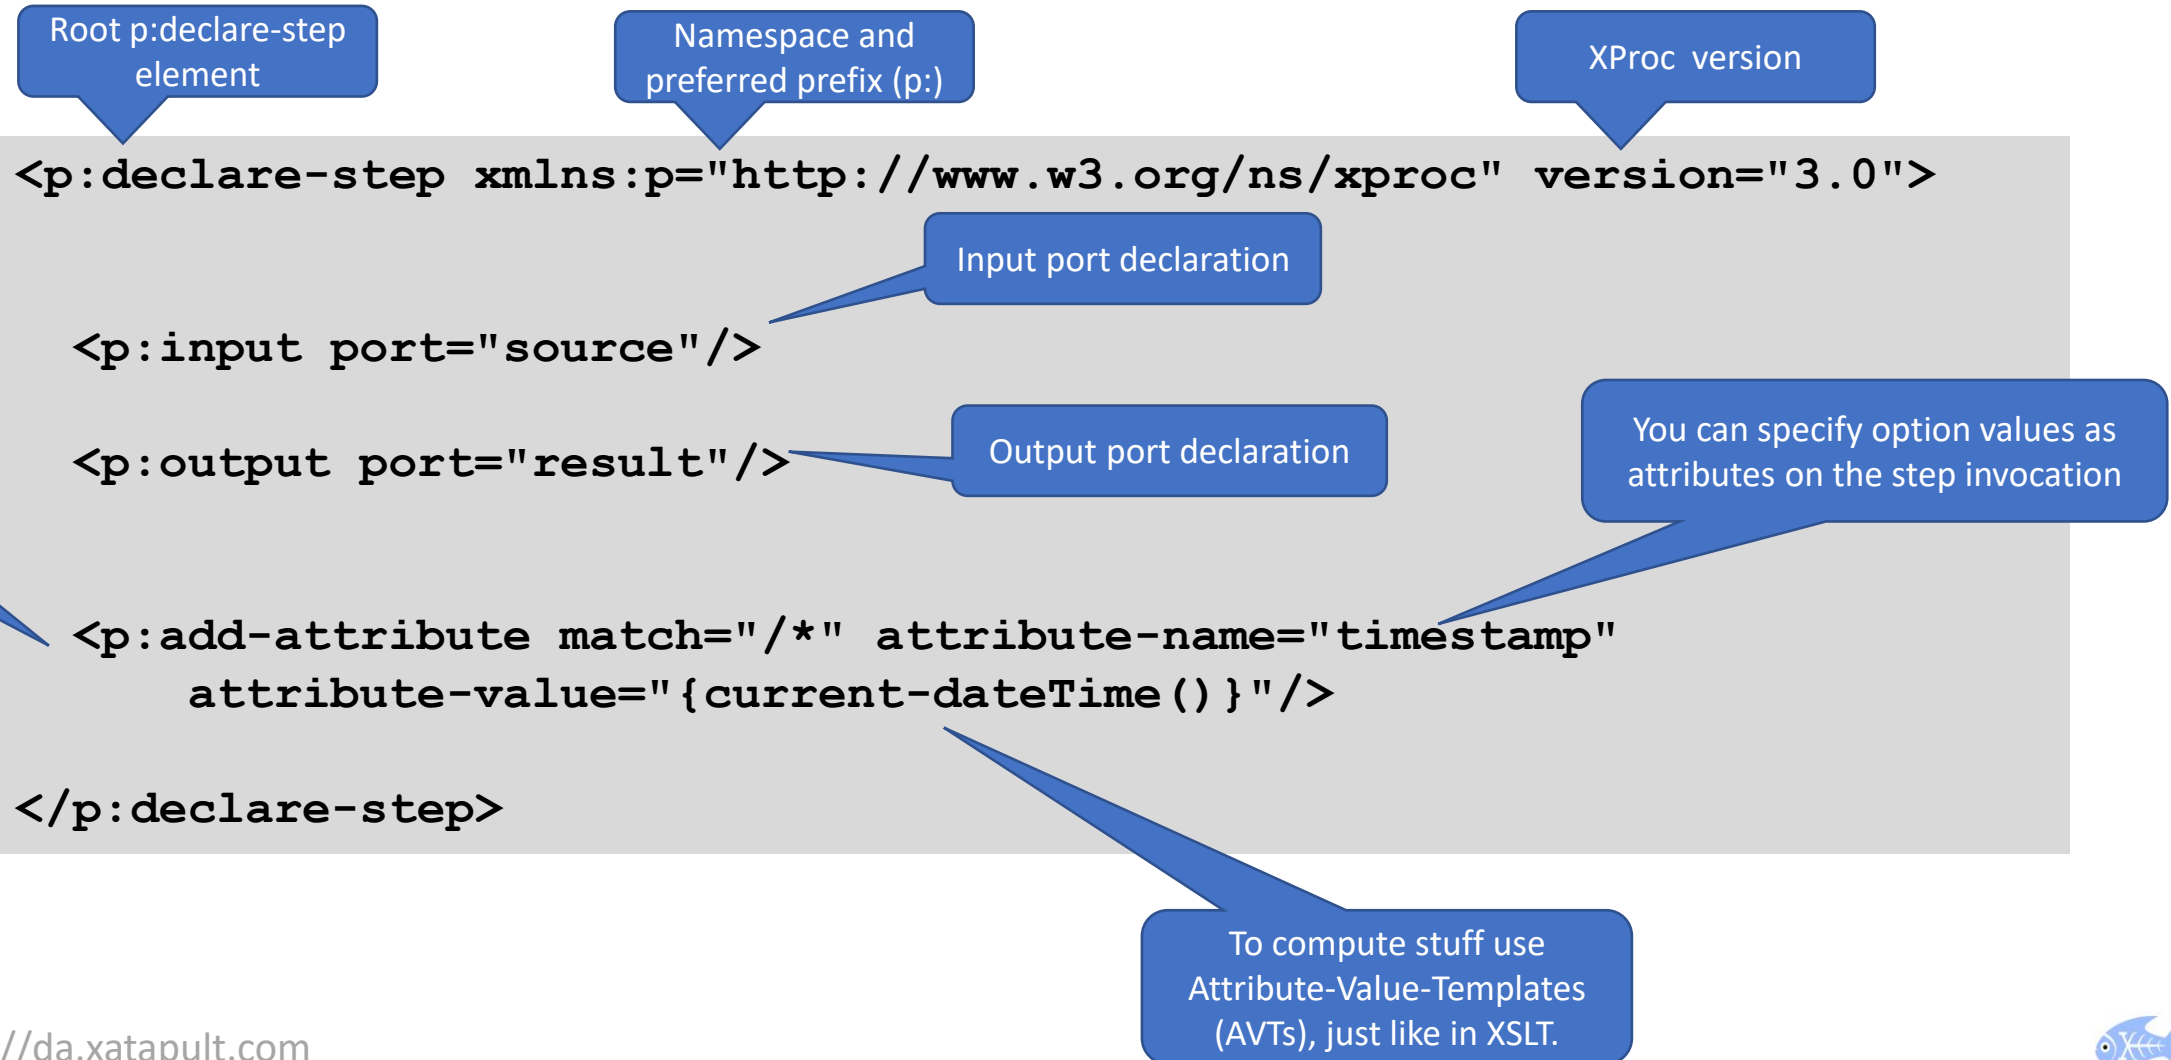 Root p:declare-step
element
Namespace and
preferred prefix (p:)
XProc  version
<p:declare-step xmlns:p="http://www.w3.org/ns/xproc" version="3.0">
Input port declaration
<p:input port="source"/>
Output port declaration
<p:output port="result"/>
You can specify option values as
attributes on the step invocation
<p:add-attribute match="/*" attribute-name="timestamp"
attribute-value="{current-dateTime()}"/>
</p:declare-step>
To compute stuff use
Attribute-Value-Templates
(AVTs), just like in XSLT.
//da.xatapult.com